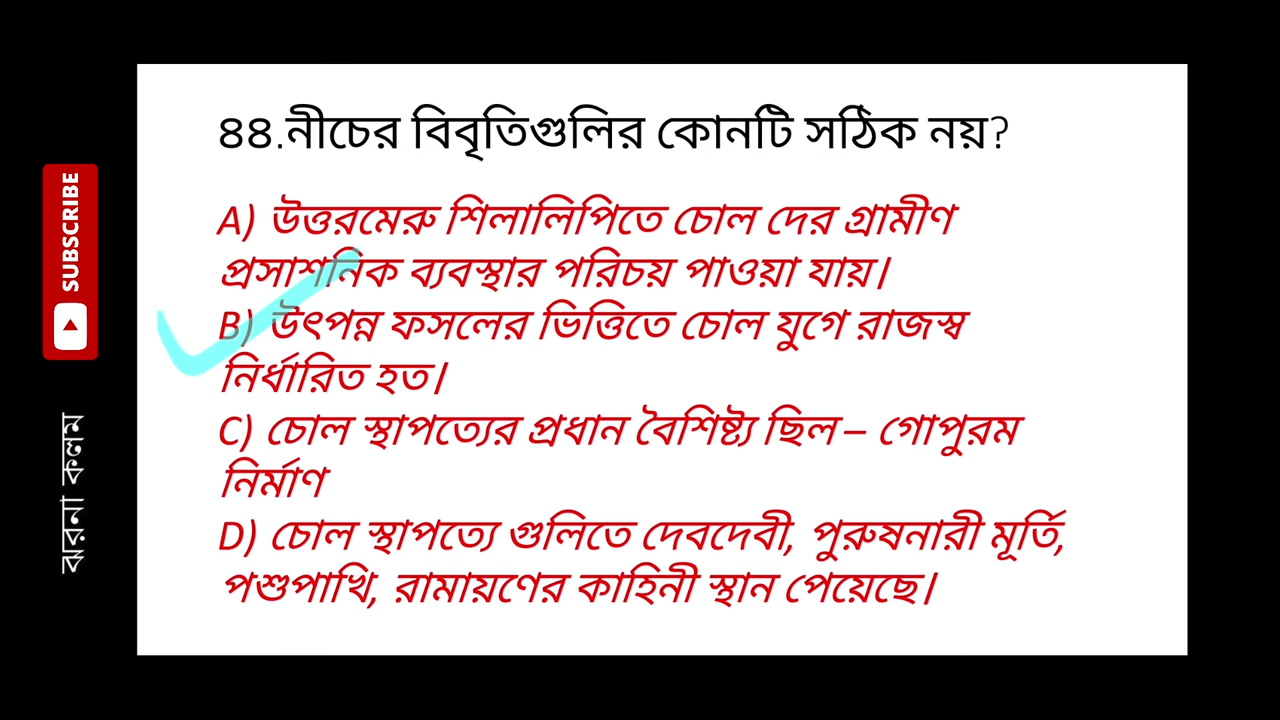 ৪৪.নীচের বিবৃতিগুলির কোনটি সঠিক নয়?
A) উত্তরমেরু শিলালিপিতে চোল দের গ্রামীণ
প্রসাশনিক ব্যবস্থার পরিচয় পাওয়া যায়।
B) উৎপন্ন ফসলের ভিত্তিতে চোল যুগে রাজস্ব
নির্ধারিত হত।
C) চোল স্থাপত্যের প্রধান বৈশিষ্ট্য ছিল– গোপুরম
নির্মাণ
D) চোল স্থাপত্যে গুলিতে দেবদেবী, পুরুষনারী মূর্তি,
পশুপাখি, রামায়ণের কাহিনী স্থান পেয়েছে।
SUBSCRIBE
ঝরনা কলম